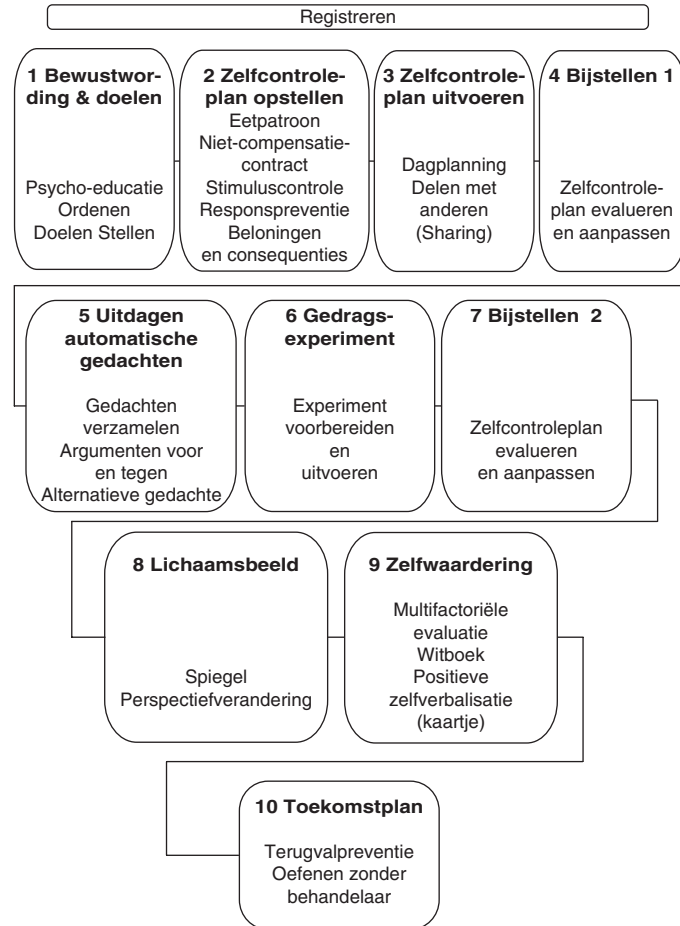 Registreren
1 Bewustwor-
ding & doelen
Psycho-educatie
Ordenen
Doelen Stellen
2 Zelfcontrole-
plan opstellen
Eetpatroon
Niet-compensatie-
contract
Stimuluscontrole
Responspreventie
Beloningen
en consequenties
3 Zelfcontrole-
plan uitvoeren
Dagplanning
Delen met
anderen
(Sharing)
4 Bijstellen 1
Zelfcontrole-
plan evalueren
en aanpassen
5 Uitdagen
automatische
gedachten
Gedachten
verzamelen
Argumenten voor
en tegen
Alternatieve gedachte
6 Gedrags-
experiment
Experiment
voorbereiden
en
uitvoeren
7 Bijstellen 2
Zelfcontroleplan
evalueren
en aanpassen
8 Lichaamsbeeld
Spiegel
Perspectiefverandering
9 Zelfwaardering
Multifactoriële
evaluatie
Witboek
Positieve
zelfverbalisatie
(kaartje)
10 Toekomstplan
Terugvalpreventie
Oefenen zonder
behandelaar